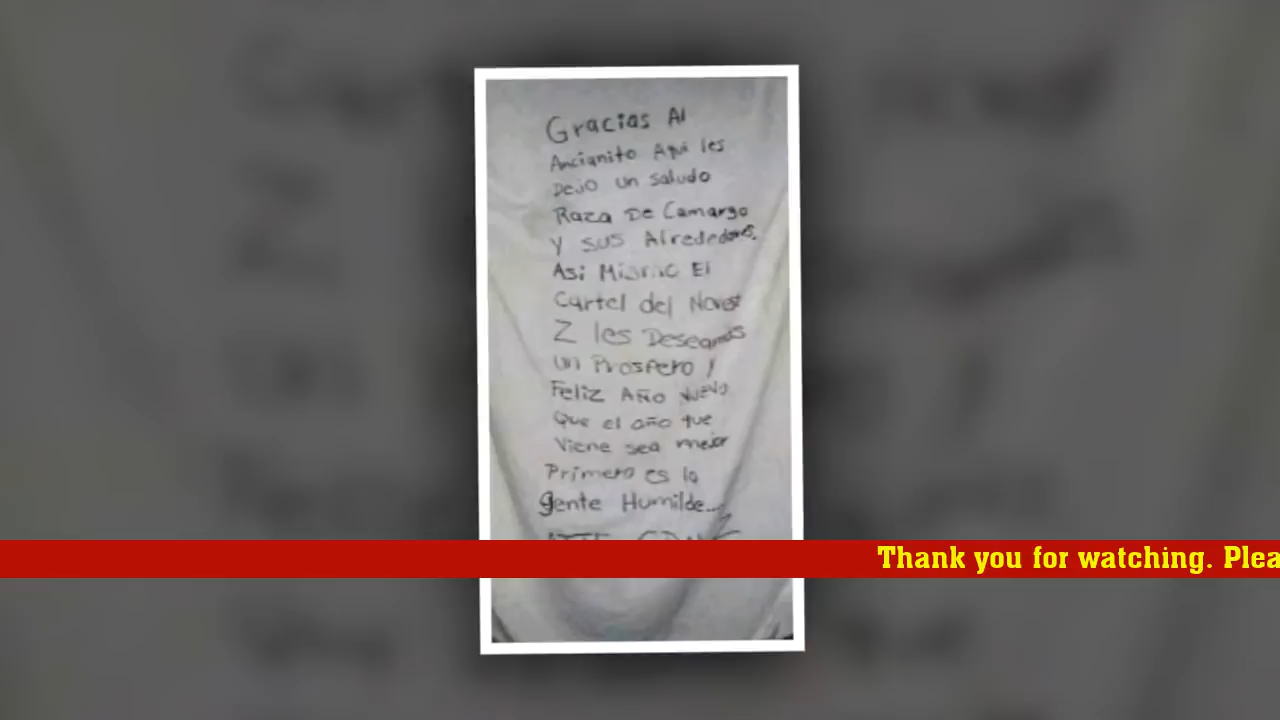 Gracias Al
Ancianito Aqui les
Dejo un saludo
Raza De Camargo
y sus Alrededores.
Asi Mismo El
Cartel del Norest
Z les Deseamos
un Prospero y
Feliz Año Nuevo
Que el año que
Viene sea mejor
Primero es la
gente Humilde...
Thank you for watching. Plea